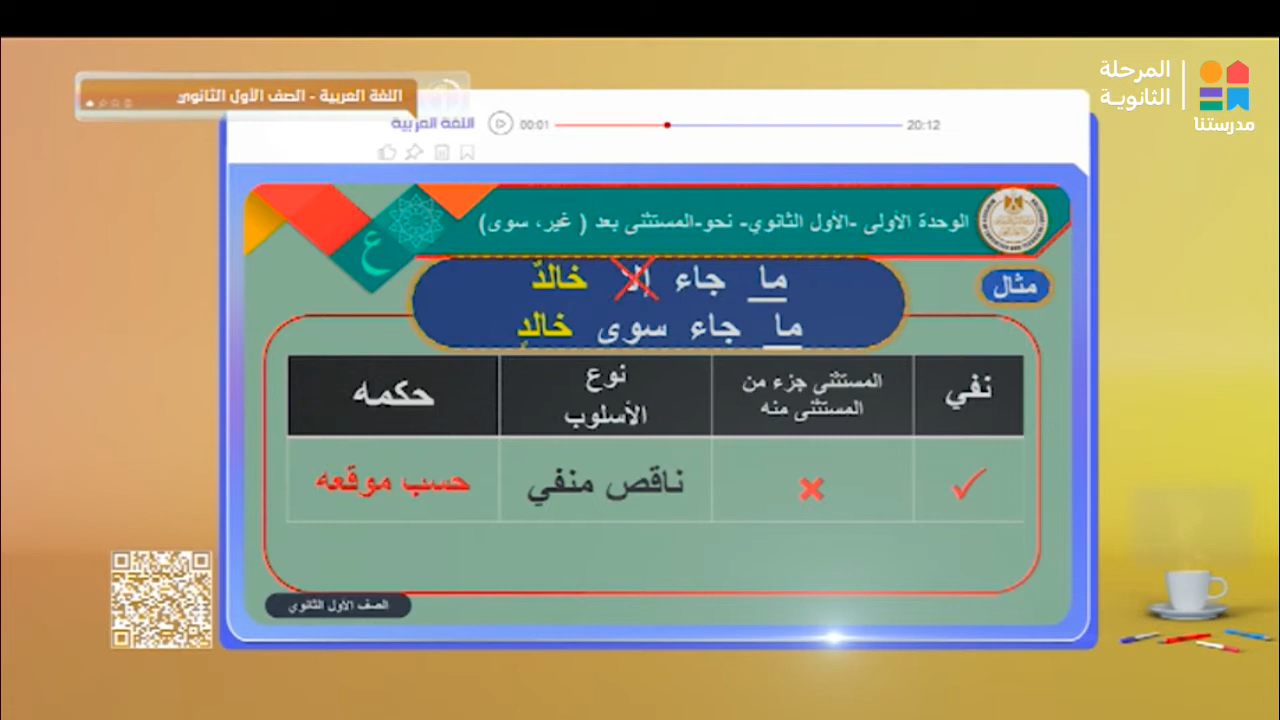 المرحلة
الثانوية
مدرستنا
اللغة العربية - الصف الأول الثانوي
اللغة العربية
00:01
20:12
الوحدة الأولى -الأول الثانوي- نحو-المستثنى بعد ( غير، سوى)
ع
مثال
ما جاء إلا خالدٌ
ما جاء سوى خالدٍ
نفي
المستثنى جزء من
المستثنى منه
نوع
الأسلوب
حكمه
ناقص منفي
حسب موقعه
الصف الأول الثانوي